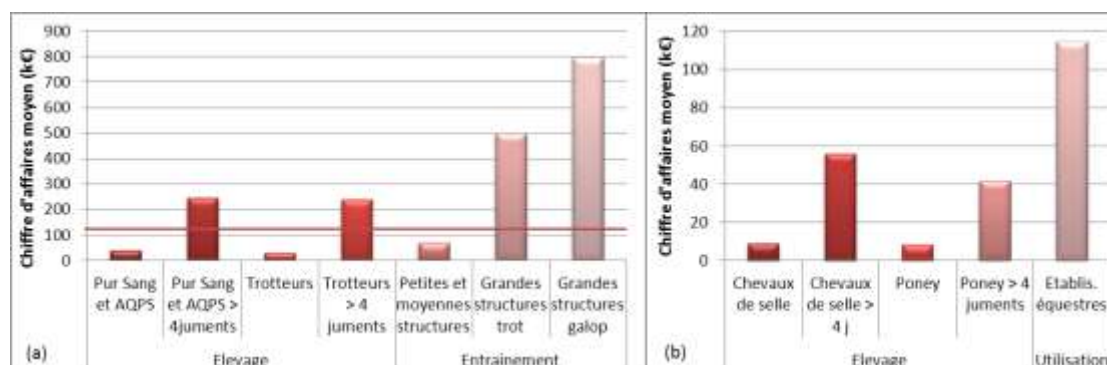 Chiffre d'affaires moyen (k€)
900
800
700
600
500
400
300
200
100
0
Pur Sang
et AQPS
Pur Sang
et AQPS >
4juments
Trotteurs
Trotteurs
> 4
juments
Petites et
moyennes
structures
Grandes
structures
trot
Grandes
structures
galop
Elevage
Entrainement
(a)
Chiffre d'affaires moyen (k€)
120
100
80
60
40
20
0
Chevaux
de selle
Chevaux
de selle >
4 j
Poney
Poney > 4
juments
Etablis.
équestres
Elevage
Utilisation
(b)